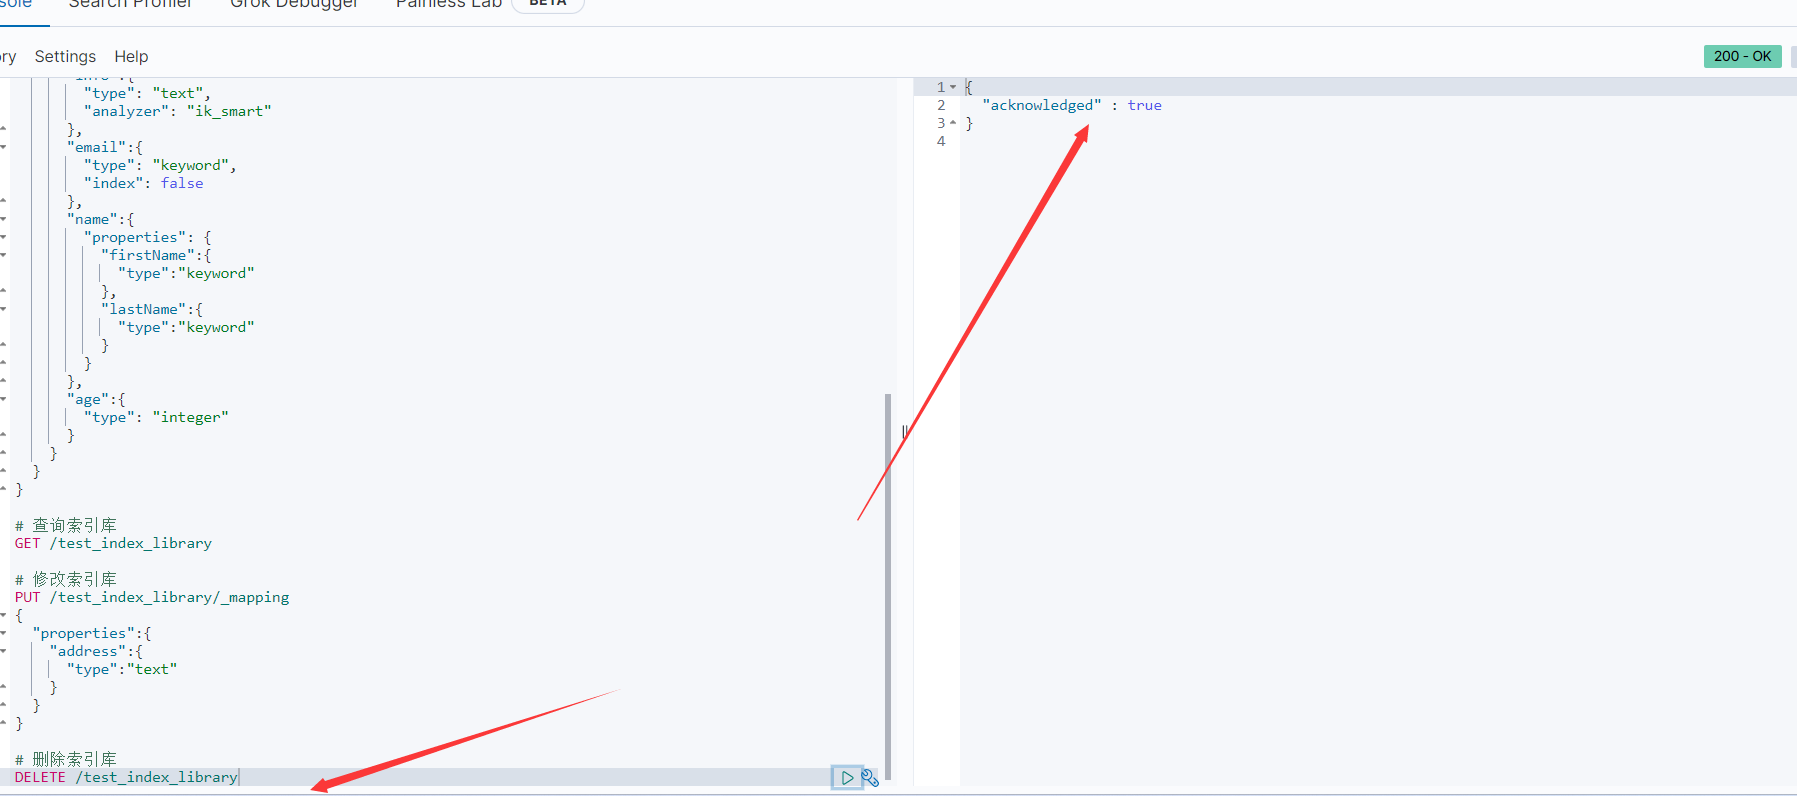 Search Profiler Grok Debugger Painless Lab BETA
Settings Help 200 - OK
"type": "text",
"analyzer": "ik_smart"
},
"email":{
"type": "keyword",
"index": false
},
"name":{
"properties": {
"firstName":{
"type":"keyword"
},
"lastName":{
"type":"keyword"
}
}
},
"age":{
"type": "integer"
}
}
}
}
# 查询索引库
GET /test_index_library
# 修改索引库
PUT /test_index_library/_mapping
{
"properties":{
"address":{
"type":"text"
}
}
}
# 删除索引库
DELETE /test_index_library
1 {
2 "acknowledged" : true
3 }
4